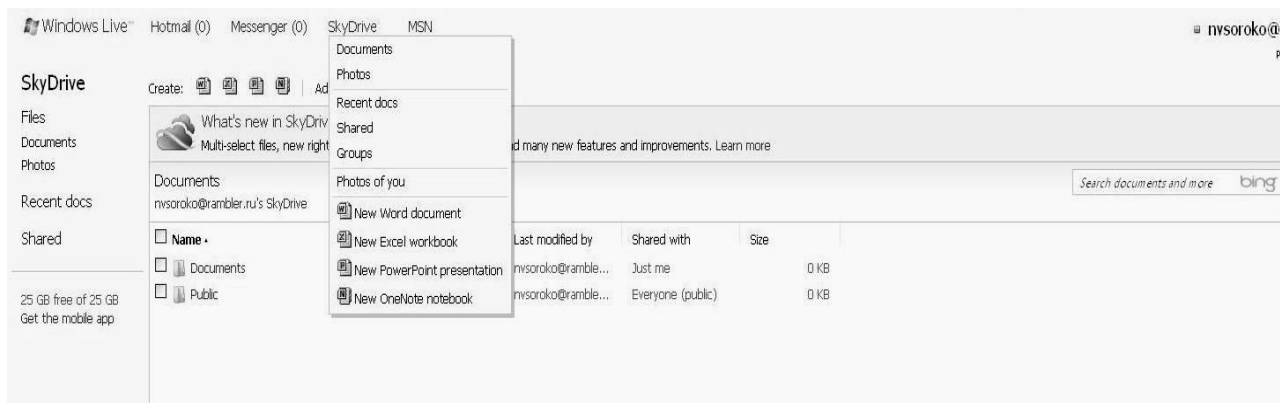 Windows Live™ Hotmail (0) Messenger (0) SkyDrive MSN
nvsoroko@
SkyDrive
Files
Documents
Photos
Recent docs
Shared
25 GB free of 25 GB
Get the mobile app
Create: Ad
What's new in SkyDriv
Multi-select files, new right d many new features and improvements. Learn more
Documents
nvsoroko@rambler.ru's SkyDrive
Search documents and more bing
Name Last modified by Shared with Size
Documents nvsoroko@ramble... Just me 0 KB
Public nvsoroko@ramble... Everyone (public) 0 KB
Documents
Photos
Recent docs
Shared
Groups
Photos of you
New Word document
New Excel workbook
New PowerPoint presentation
New OneNote notebook